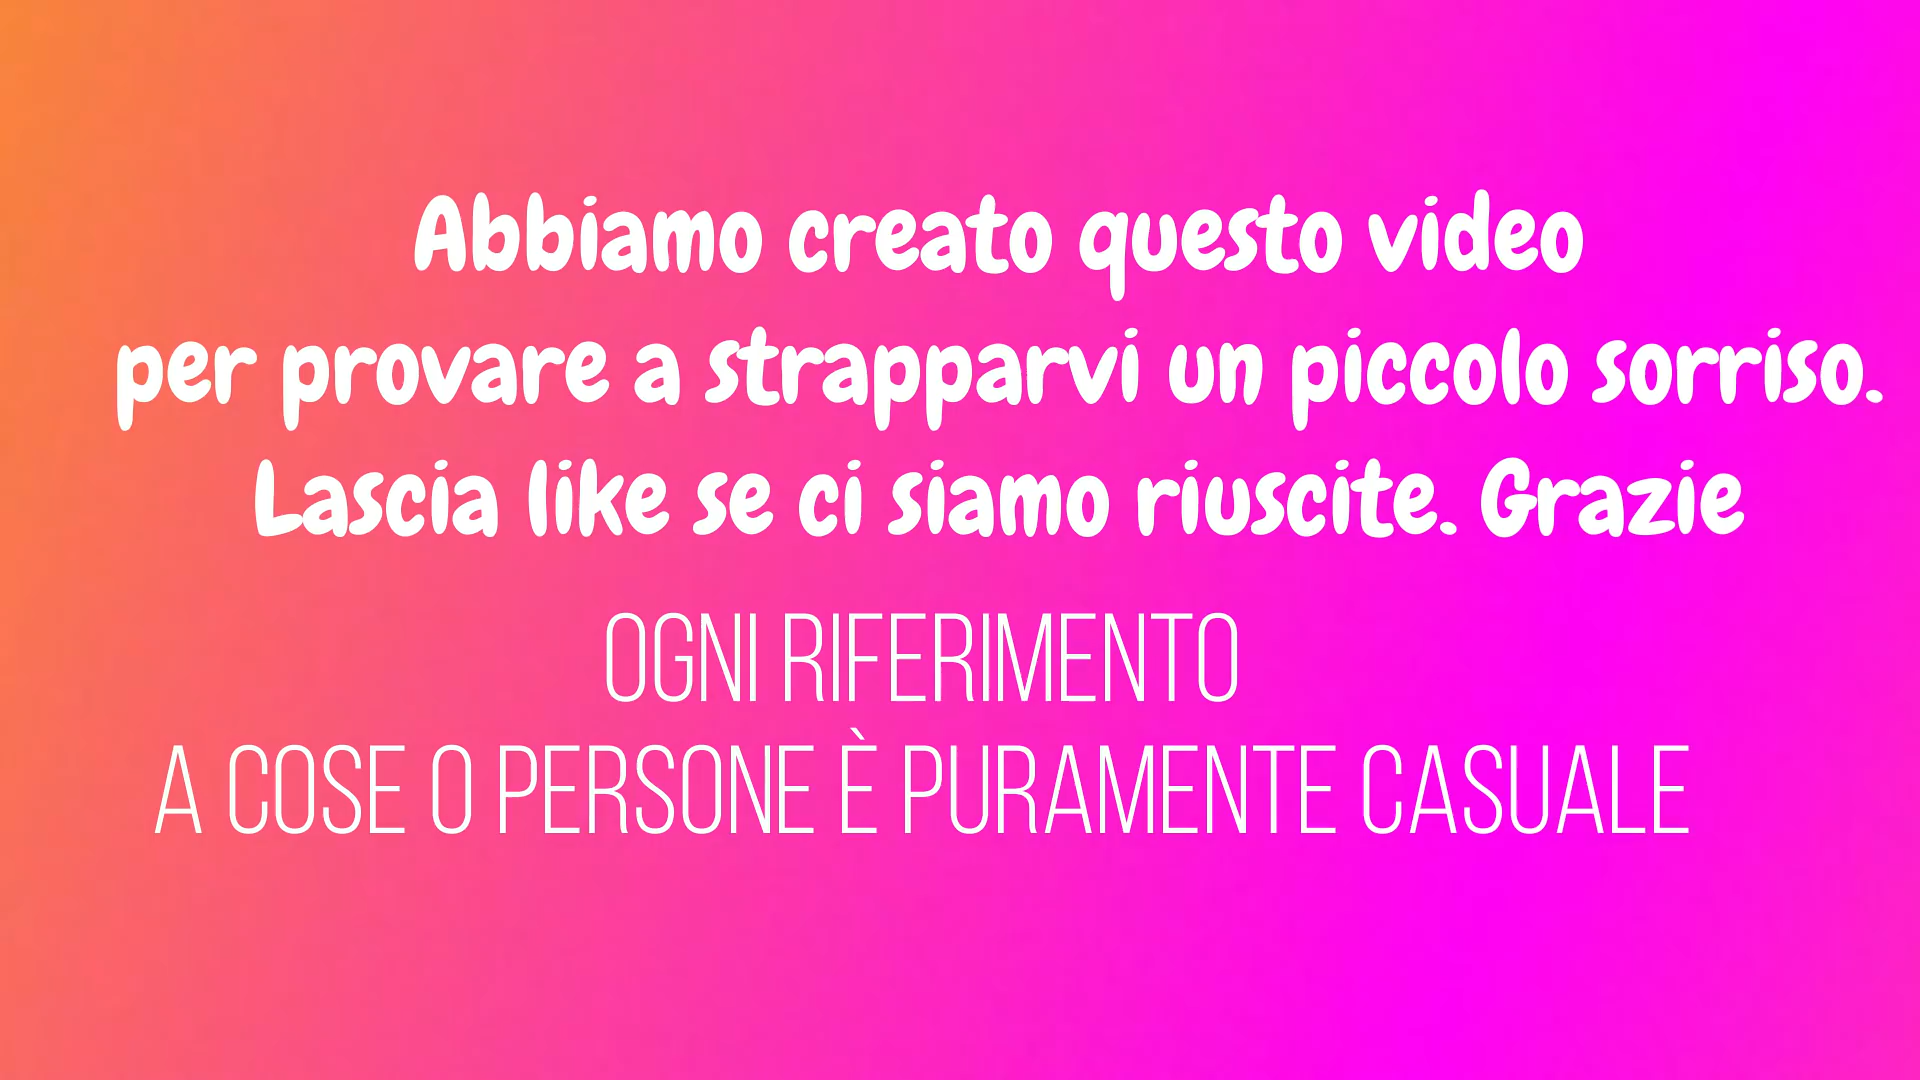 Abbiamo creato questo video
per provare a strapparvi un piccolo sorriso.
Lascia like se ci siamo riuscite. Grazie
OGNI RIFERIMENTO
A COSE O PERSONE È PURAMENTE CASUALE